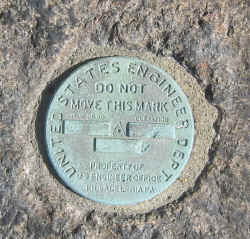 UNITED STATES ENGINEER DEPT
DO NOT
MOVE THIS MARK
PROPERTY OF
ENGINEER OFFICE